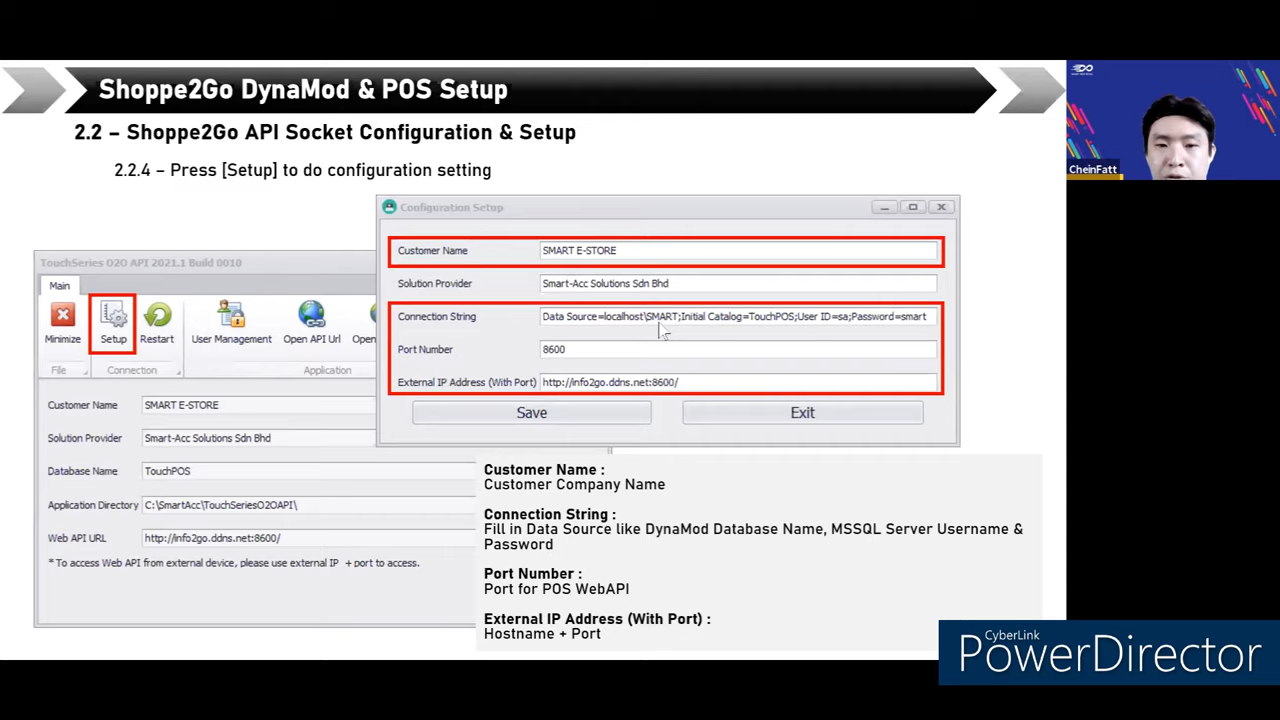 Shoppe2Go DynaMod & POS Setup
2.2 – Shoppe2Go API Socket Configuration & Setup
2.2.4 – Press [Setup] to do configuration setting
CheinFatt
TouchSeries O2O API 2021.1 Build 0010
Main
Minimize
Setup
Restart
User Management
Open API Url
File
Connection
Application
Customer Name
SMART E-STORE
Solution Provider
Smart-Acc Solutions Sdn Bhd
Database Name
TouchPOS
Application Directory
C:\SmartAcc\TouchSeriesO2OAPI\
Web API URL
http://info2go.ddns.net:8600/
* To access Web API from external device, please use external IP + port to access.
Configuration Setup
Customer Name
SMART E-STORE
Solution Provider
Smart-Acc Solutions Sdn Bhd
Connection String
Data Source=localhost\SMART;Initial Catalog=TouchPOS;User ID=sa;Password=smart
Port Number
8600
External IP Address (With Port)
http://info2go.ddns.net:8600/
Save
Exit
Customer Name :
Customer Company Name
Connection String :
Fill in Data Source like DynaMod Database Name, MSSQL Server Username &
Password
Port Number :
Port for POS WebAPI
External IP Address (With Port) :
Hostname + Port
CyberLink
PowerDirector